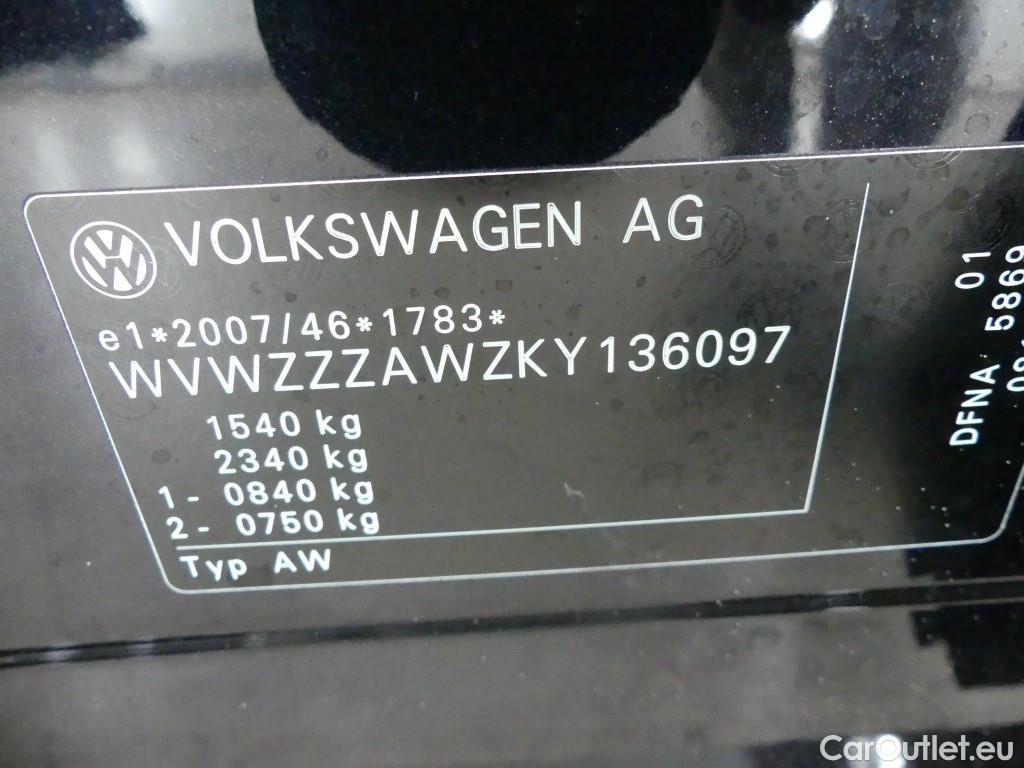 VOLKSWAGEN AG
e1*2007/46*1783*
WVWZZZAWZKY136097
1540 kg
2340 kg
1- 0840 kg
2- 0750 kg
Typ AW
01
DFNA 5869
CarOutlet.eu